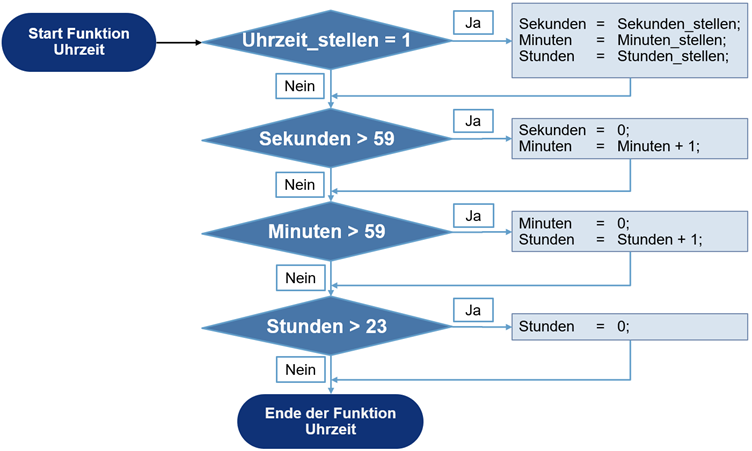 Start Funktion
Uhrzeit
Uhrzeit_stellen = 1
Ja
Sekunden = Sekunden_stellen;
Minuten = Minuten_stellen;
Stunden = Stunden_stellen;
Nein
Sekunden > 59
Ja
Sekunden = 0;
Minuten = Minuten + 1;
Nein
Minuten > 59
Ja
Minuten = 0;
Stunden = Stunden + 1;
Nein
Stunden > 23
Ja
Stunden = 0;
Nein
Ende der Funktion
Uhrzeit